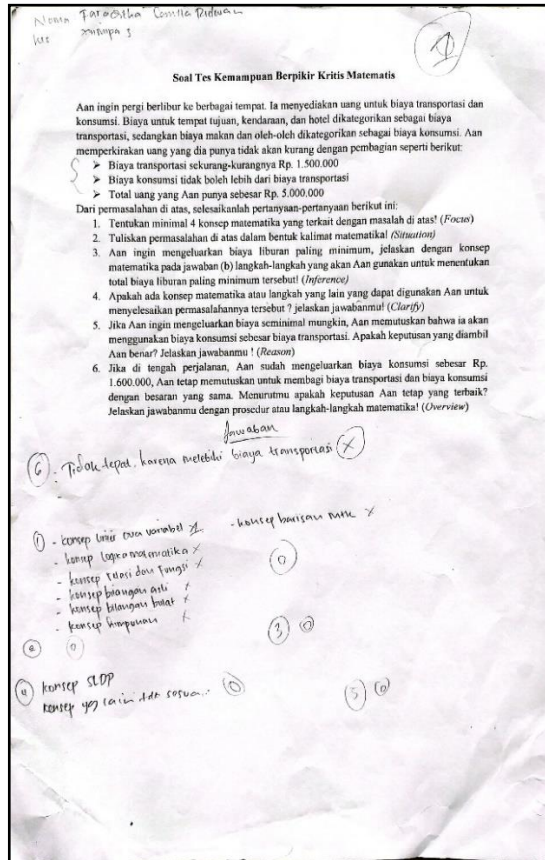 Nama
kls
1
Soal Tes Kemampuan Berpikir Kritis Matematis
Aan ingin pergi berlibur ke berbagai tempat. Ia menyediakan uang untuk biaya transportasi dan
konsumsi. Biaya untuk tempat tujuan, kendaraan, dan hotel dikategorikan sebagai biaya
transportasi, sedangkan biaya makan dan oleh-oleh dikategorikan sebagai biaya konsumsi. Aan
memperkirakan uang yang dia punya tidak akan kurang dengan pembagian seperti berikut:
➤ Biaya transportasi sekurang-kurangnya Rp. 1.500.000
➤ Biaya konsumsi tidak boleh lebih dari biaya transportasi
➤ Total uang yang Aan punya sebesar Rp. 5.000.000
Dari permasalahan di atas, selesaikanlah pertanyaan-pertanyaan berikut ini:
1. Tentukan minimal 4 konsep matematika yang terkait dengan masalah di atas! (Focus)
2. Tuliskan permasalahan di atas dalam bentuk kalimat matematika! (Situation)
3. Aan ingin mengeluarkan biaya liburan paling minimum, jelaskan dengan konsep
matematika pada jawaban (b) langkah-langkah yang akan Aan gunakan untuk menentukan
total biaya liburan paling minimum tersebut! (Inference)
4. Apakah ada konsep matematika atau langkah yang lain yang dapat digunakan Aan untuk
menyelesaikan permasalahannya tersebut ? jelaskan jawabanmu! (Clarify)
5. Jika Aan ingin mengeluarkan biaya seminimal mungkin, Aan memutuskan bahwa ia akan
menggunakan biaya konsumsi sebesar biaya transportasi. Apakah keputusan yang diambil
Aan benar? Jelaskan jawabanmu ! (Reason)
6. Jika di tengah perjalanan, Aan sudah mengeluarkan biaya konsumsi sebesar Rp.
1.600.000, Aan tetap memutuskan untuk membagi biaya transportasi dan biaya konsumsi
dengan besaran yang sama. Menurutmu apakah keputusan Aan tetap yang terbaik?
Jelaskan jawabanmu dengan prosedur atau langkah-langkah matematika! (Overview)
Jawaban
6 - Tidak tepat. karena melebihi biaya transportasi X
1 - konsep linier dua variabel 1. - konsep barisan MTK X
- konsep Logika matematika X
- konsep relasi dan fungsi X
- konsep bilangan asli X
- konsep bilangan bulat X
- konsep himpunan X
0
2 0
3 0
4 konsep SLDP
konsep yg lain tdk sesuai. 0
5 0